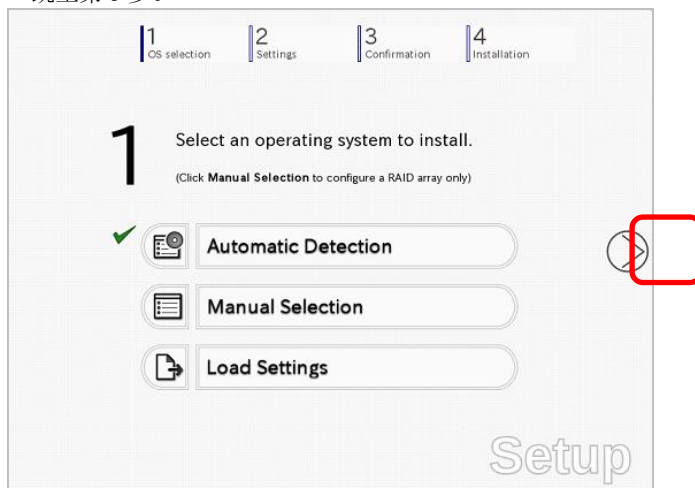 1
OS selection
2
Settings
3
Confirmation
4
Installation
1
Select an operating system to install.
(Click Manual Selection to configure a RAID array only)
Automatic Detection
Manual Selection
Load Settings
Setup